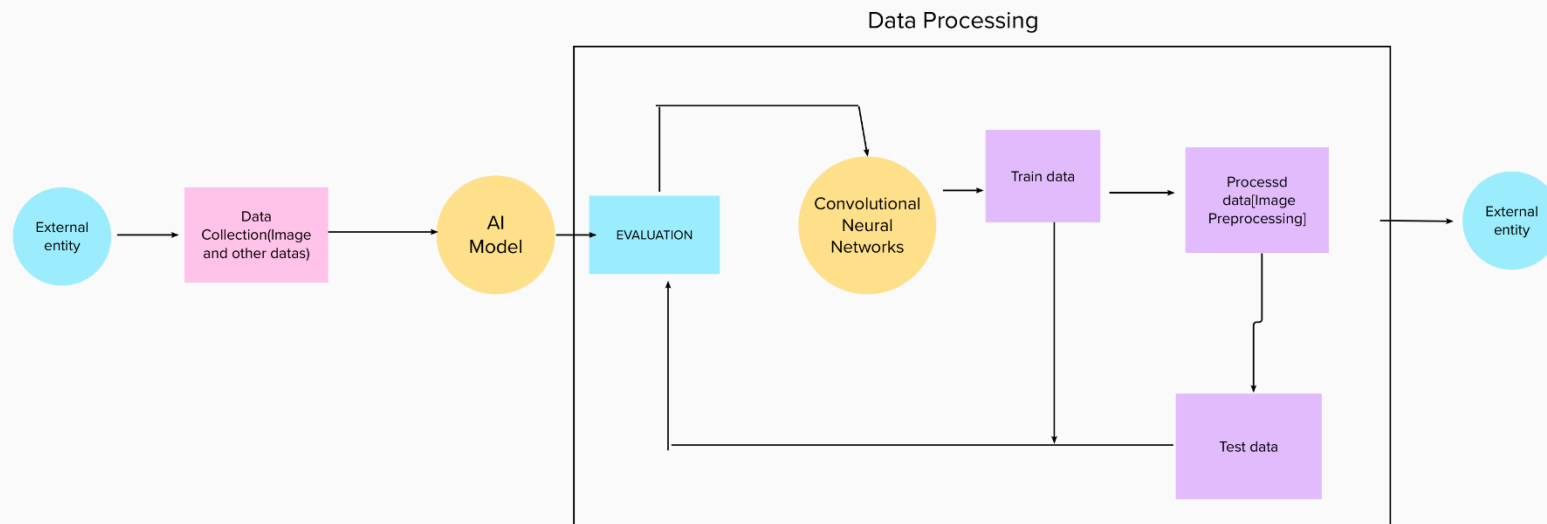 Data Processing
External
entity
Data
Collection(Image
and other datas)
AI
Model
EVALUATION
Convolutional
Neural
Networks
Train data
Processd
data[Image
Preprocessing]
External
entity
Test data